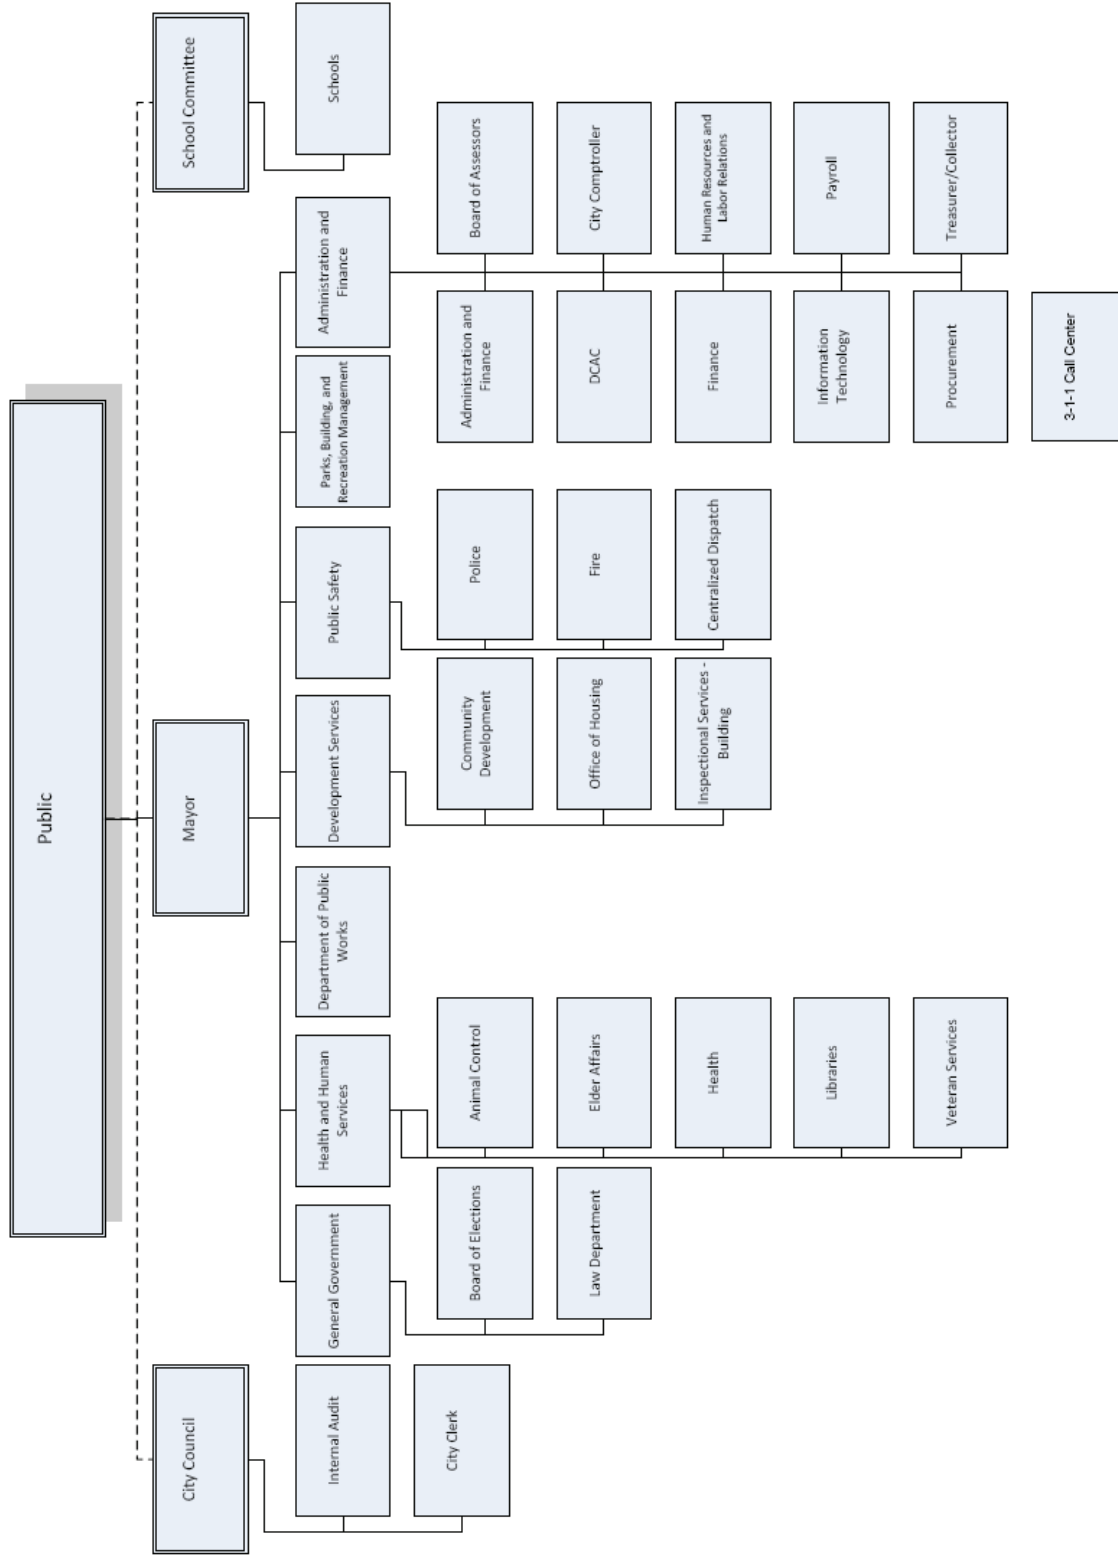 Public
City Council
Mayor
School Committee
Internal Audit
City Clerk
General Government
Health and Human
Services
Department of Public
Works
Development Services
Public Safety
Parks, Building, and
Recreation Management
Administration and
Finance
Schools
Board of Elections
Law Department
Animal Control
Elder Affairs
Health
Libraries
Veteran Services
Community
Development
Office of Housing
Inspectional Services -
Building
Police
Fire
Centralized Dispatch
Administration and
Finance
DCAC
Finance
Information
Technology
Procurement
3-1-1 Call Center
Board of Assessors
City Comptroller
Human Resources and
Labor Relations
Payroll
Treasurer/Collector